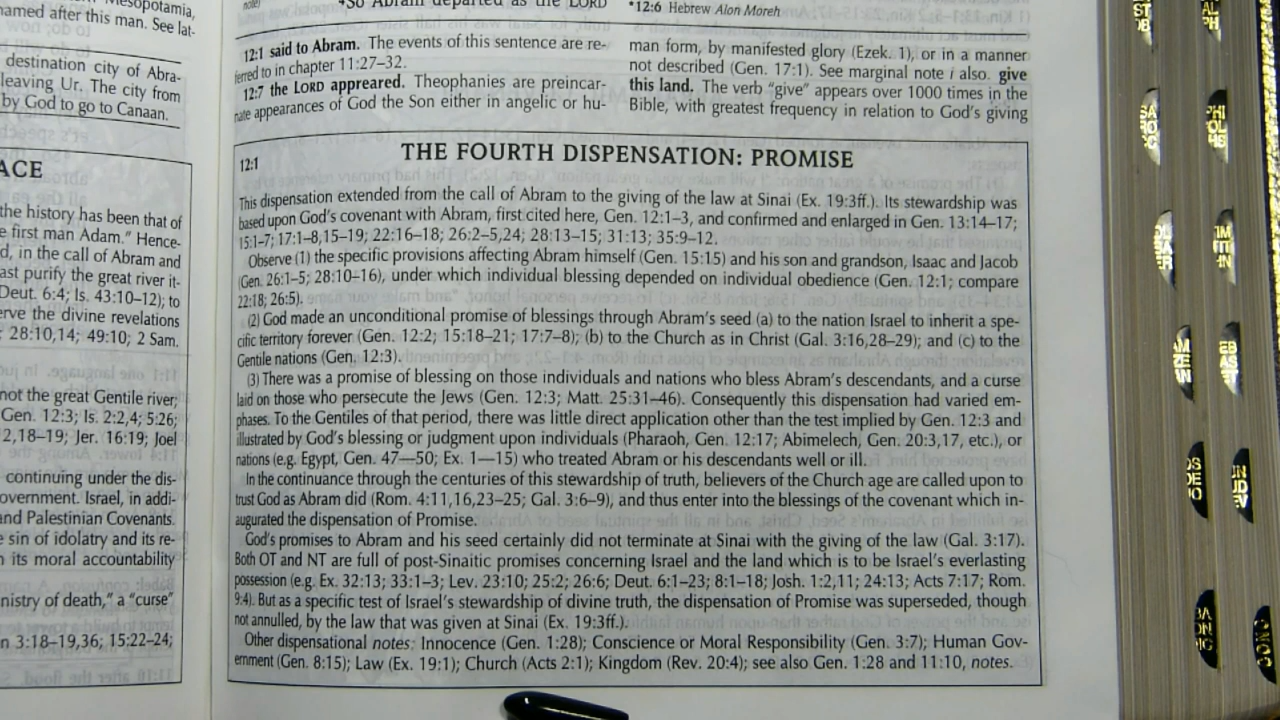 Mesopotamia,
named after this man. See lat-
destination city of Abra-
leaving Ur. The city from
by God to go to Canaan.
ACE
the history has been that of
first man Adam." Hence-
in the call of Abram and
purify the great river it-
Deut. 6:4; Is. 43:10–12); to
the divine revelations
28:10,14; 49:10; 2 Sam.
not the great Gentile river;
Gen. 12:3; Is. 2:2,4; 5:26;
2,18–19; Jer. 16:19; Joel
continuing under the dis-
Israel, in addi-
and Palestinian Covenants.
sin of idolatry and its re-
its moral accountability
death," a "curse"
3:18–19,36; 15:22–24;
note)
So Abram departed as the LORD
*12:6 Hebrew Alon Moreh
12:1 said to Abram. The events of this sentence are re-
ferred to in chapter 11:27–32.
12:7 the LORD appreared. Theophanies are preincar-
nate appearances of God the Son either in angelic or hu-
man form, by manifested glory (Ezek. 1), or in a manner
not described (Gen. 17:1). See marginal note i also. give
this land. The verb "give" appears over 1000 times in the
Bible, with greatest frequency in relation to God's giving
12:1
THE FOURTH DISPENSATION: PROMISE
This dispensation extended from the call of Abram to the giving of the law at Sinai (Ex. 19:3ff.). Its stewardship was
based upon God's covenant with Abram, first cited here, Gen. 12:1–3, and confirmed and enlarged in Gen. 13:14–17;
15:1–7; 17:1–8,15–19; 22:16–18; 26:2–5,24; 28:13–15; 31:13; 35:9–12.
Observe (1) the specific provisions affecting Abram himself (Gen. 15:15) and his son and grandson, Isaac and Jacob
(Gen. 26:1–5; 28:10–16), under which individual blessing depended on individual obedience (Gen. 12:1; compare
22:18; 26:5).
(2) God made an unconditional promise of blessings through Abram's seed (a) to the nation Israel to inherit a spe-
cific territory forever (Gen. 12:2; 15:18–21; 17:7–8); (b) to the Church as in Christ (Gal. 3:16,28–29); and (c) to the
Gentile nations (Gen. 12:3).
(3) There was a promise of blessing on those individuals and nations who bless Abram's descendants, and a curse
laid on those who persecute the Jews (Gen. 12:3; Matt. 25:31–46). Consequently this dispensation had varied em-
phases. To the Gentiles of that period, there was little direct application other than the test implied by Gen. 12:3 and
illustrated by God's blessing or judgment upon individuals (Pharaoh, Gen. 12:17; Abimelech, Gen. 20:3,17, etc.), or
nations (e.g. Egypt, Gen. 47—50; Ex. 1—15) who treated Abram or his descendants well or ill.
In the continuance through the centuries of this stewardship of truth, believers of the Church age are called upon to
trust God as Abram did (Rom. 4:11,16,23–25; Gal. 3:6–9), and thus enter into the blessings of the covenant which in-
augurated the dispensation of Promise.
God's promises to Abram and his seed certainly did not terminate at Sinai with the giving of the law (Gal. 3:17).
Both OT and NT are full of post-Sinaitic promises concerning Israel and the land which is to be Israel's everlasting
possession (e.g. Ex. 32:13; 33:1–3; Lev. 23:10; 25:2; 26:6; Deut. 6:1–23; 8:1–18; Josh. 1:2,11; 24:13; Acts 7:17; Rom.
9:4). But as a specific test of Israel's stewardship of divine truth, the dispensation of Promise was superseded, though
not annulled, by the law that was given at Sinai (Ex. 19:3ff.).
Other dispensational notes: Innocence (Gen. 1:28); Conscience or Moral Responsibility (Gen. 3:7); Human Gov-
ernment (Gen. 8:15); Law (Ex. 19:1); Church (Acts 2:1); Kingdom (Rev. 20:4); see also Gen. 1:28 and 11:10, notes.